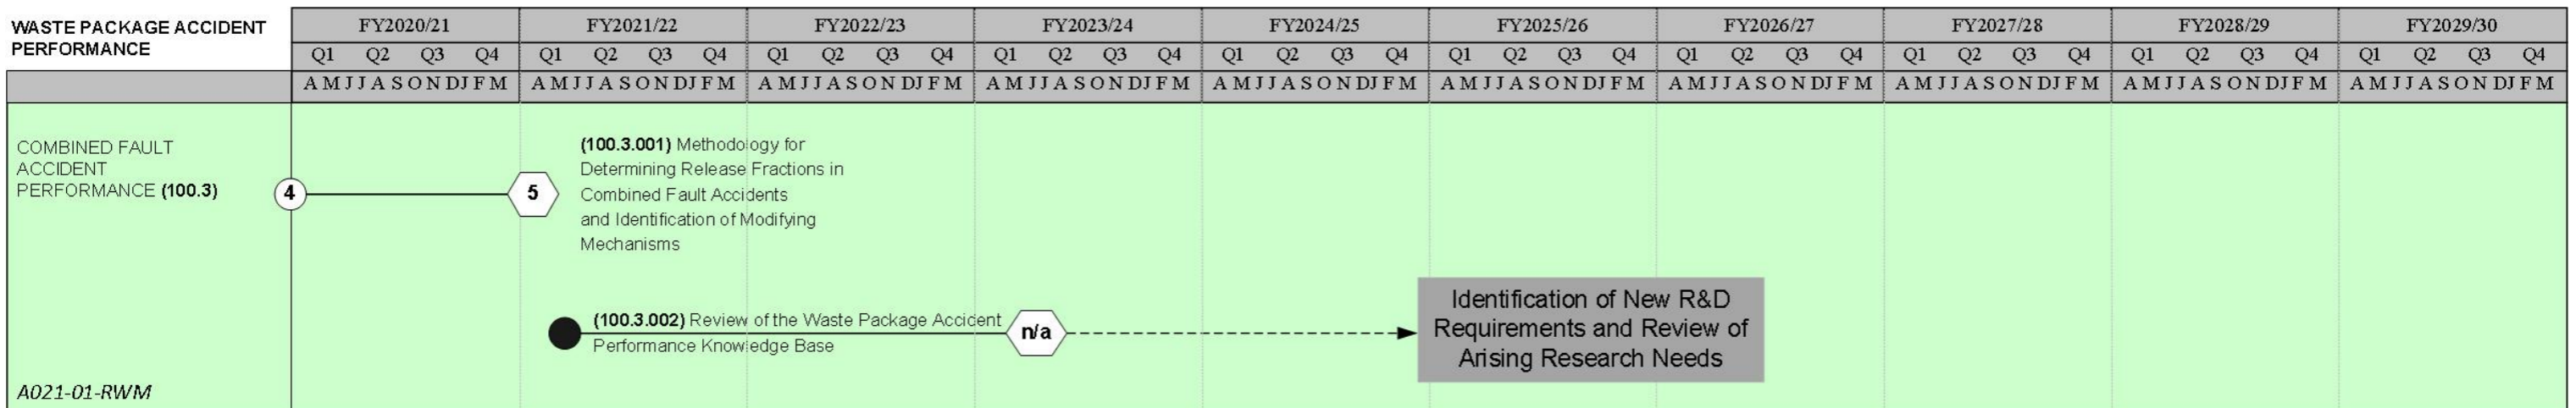 WASTE PACKAGE ACCIDENT
PERFORMANCE
FY2020/21 FY2021/22 FY2022/23 FY2023/24 FY2024/25 FY2025/26 FY2026/27 FY2027/28 FY2028/29 FY2029/30
Q1 Q2 Q3 Q4 Q1 Q2 Q3 Q4 Q1 Q2 Q3 Q4 Q1 Q2 Q3 Q4 Q1 Q2 Q3 Q4 Q1 Q2 Q3 Q4 Q1 Q2 Q3 Q4 Q1 Q2 Q3 Q4 Q1 Q2 Q3 Q4 Q1 Q2 Q3 Q4
A M J J A S O N D J F M A M J J A S O N D J F M A M J J A S O N D J F M A M J J A S O N D J F M A M J J A S O N D J F M A M J J A S O N D J F M A M J J A S O N D J F M A M J J A S O N D J F M A M J J A S O N D J F M A M J J A S O N D J F M
COMBINED FAULT
ACCIDENT
PERFORMANCE (100.3)
4
5
(100.3.001) Methodology for
Determining Release Fractions in
Combined Fault Accidents
and Identification of Modifying
Mechanisms
(100.3.002) Review of the Waste Package Accident
Performance Knowledge Base
n/a
Identification of New R&D
Requirements and Review of
Arising Research Needs
A021-01-RWM